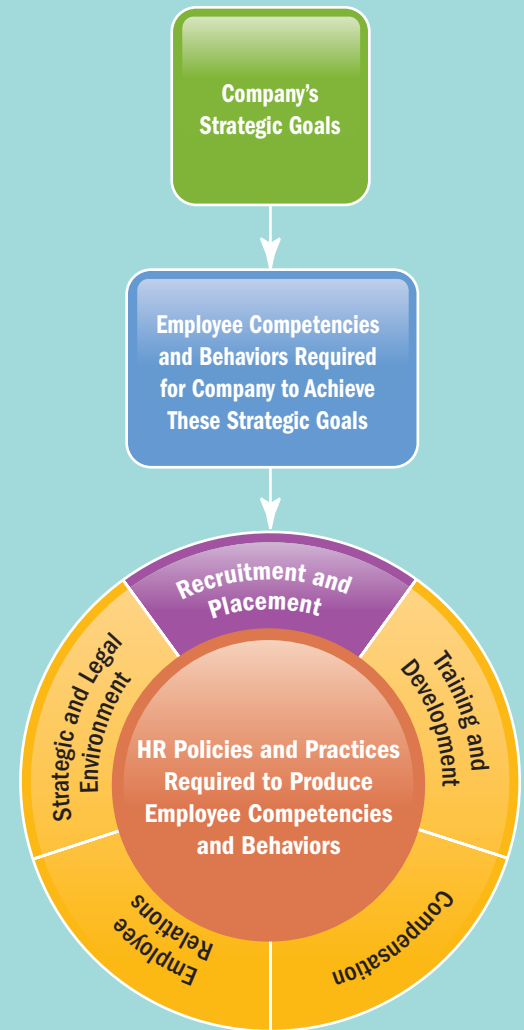 Company's
Strategic Goals
Employee Competencies
and Behaviors Required
for Company to Achieve
These Strategic Goals
Recruitment and
Placement
Strategic and Legal
Environment
Training and
Development
HR Policies and Practices
Required to Produce
Employee Competencies
and Behaviors
Employee
Relations
Compensation